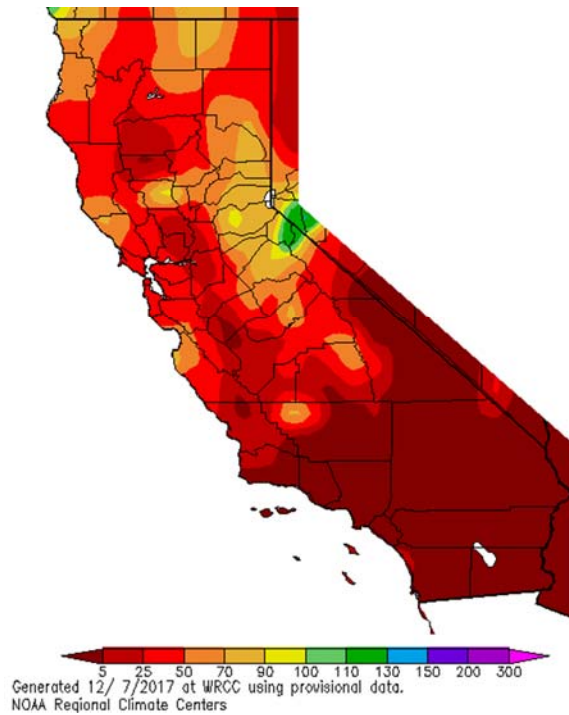 5 25 50 70 90 100 110 130 150 200 300
Generated 12/ 7/2017 at WRCC using provisional data.
NOAA Regional Climate Centers